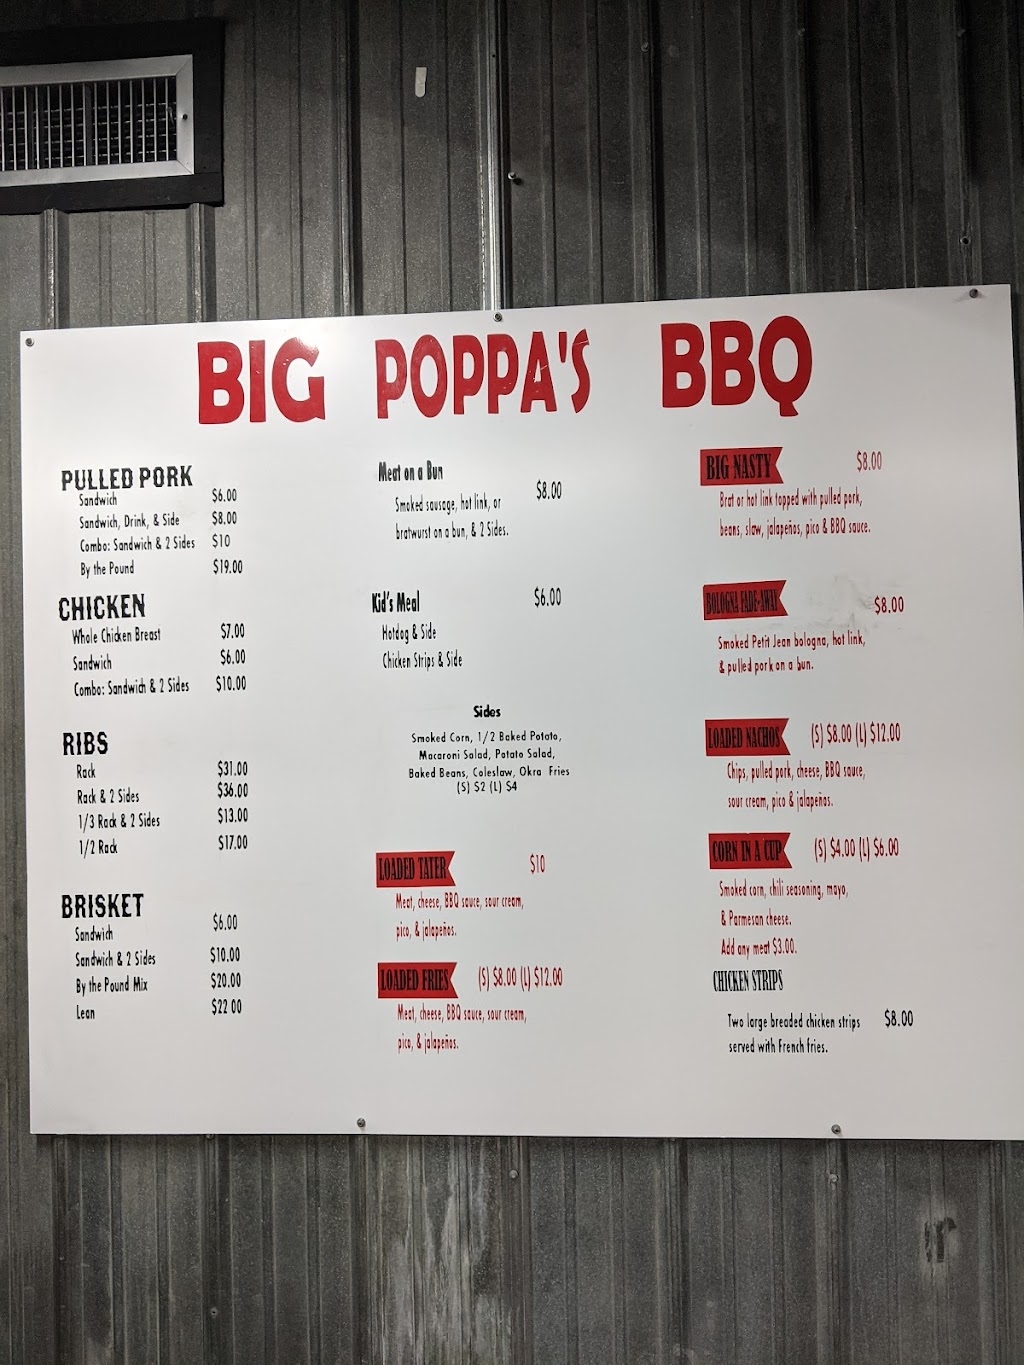 BIG POPPA'S BBQ
PULLED PORK
Sandwich $6.00
Sandwich, Drink, & Side $8.00
Combo: Sandwich & 2 Sides $10
By the Pound $19.00
CHICKEN
Whole Chicken Breast $7.00
Sandwich $6.00
Combo: Sandwich & 2 Sides $10.00
RIBS
Rack $31.00
Rack & 2 Sides $36.00
1/3 Rack & 2 Sides $13.00
1/2 Rack $17.00
BRISKET
Sandwich $6.00
Sandwich & 2 Sides $10.00
By the Pound Mix $20.00
Lean $22 00
Meat on a Bun
Smoked sausage, hot link, or $8.00
bratwurst on a bun, & 2 Sides.
Kid's Meal $6.00
Hotdog & Side
Chicken Strips & Side
Sides
Smoked Corn, 1/2 Baked Potato,
Macaroni Salad, Potato Salad,
Baked Beans, Coleslaw, Okra Fries
(S) $2 (L) $4
LOADED TATER $10
Meat, cheese, BBQ sauce, sour cream,
pico, & jalapeños.
LOADED FRIES (S) $8.00 (L) $12.00
Meat, cheese, BBQ sauce, sour cream,
pico, & jalapeños.
BIG NASTY $8.00
Brat or hot link topped with pulled pork,
beans, slaw, jalapeños, pico & BBQ sauce.
BOLOGNA FADE-AWAY $8.00
Smoked Petit Jean bologna, hot link,
& pulled pork on a bun.
LOADED NACHOS (S) $8.00 (L) $12.00
Chips, pulled pork, cheese, BBQ sauce,
sour cream, pico & jalapeños.
CORN IN A CUP (S) $4.00 (L) $6.00
Smoked corn, chili seasoning, mayo,
& Parmesan cheese.
Add any meat $3.00.
CHICKEN STRIPS
Two large breaded chicken strips $8.00
served with French fries.